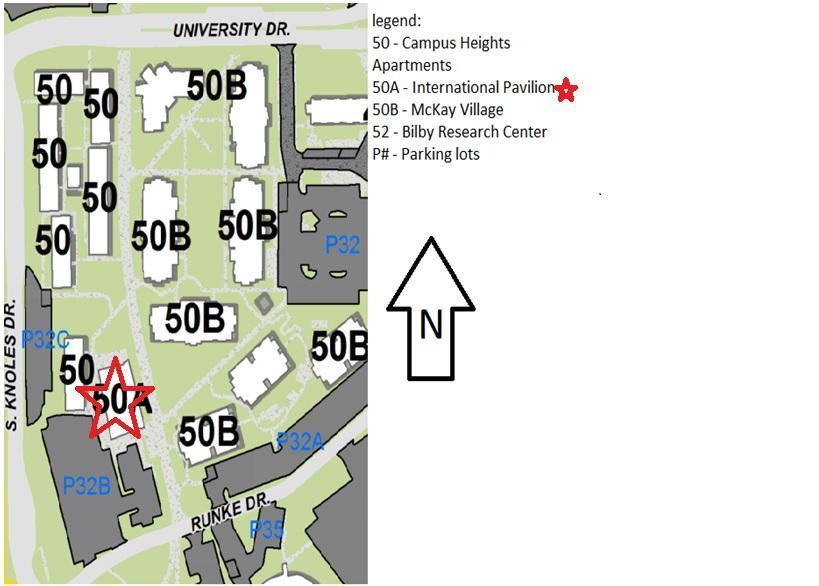 UNIVERSITY DR.
legend:
50 - Campus Heights
Apartments
50A - International Pavilion
50B - McKay Village
52 - Bilby Research Center
P# - Parking lots
50
50
50B
50
50
50
50B
50B
P32
N
S. KNOLES DR.
P32C
50B
50B
50
50A
50B
P32A
P32B
RUNKE DR.
P35